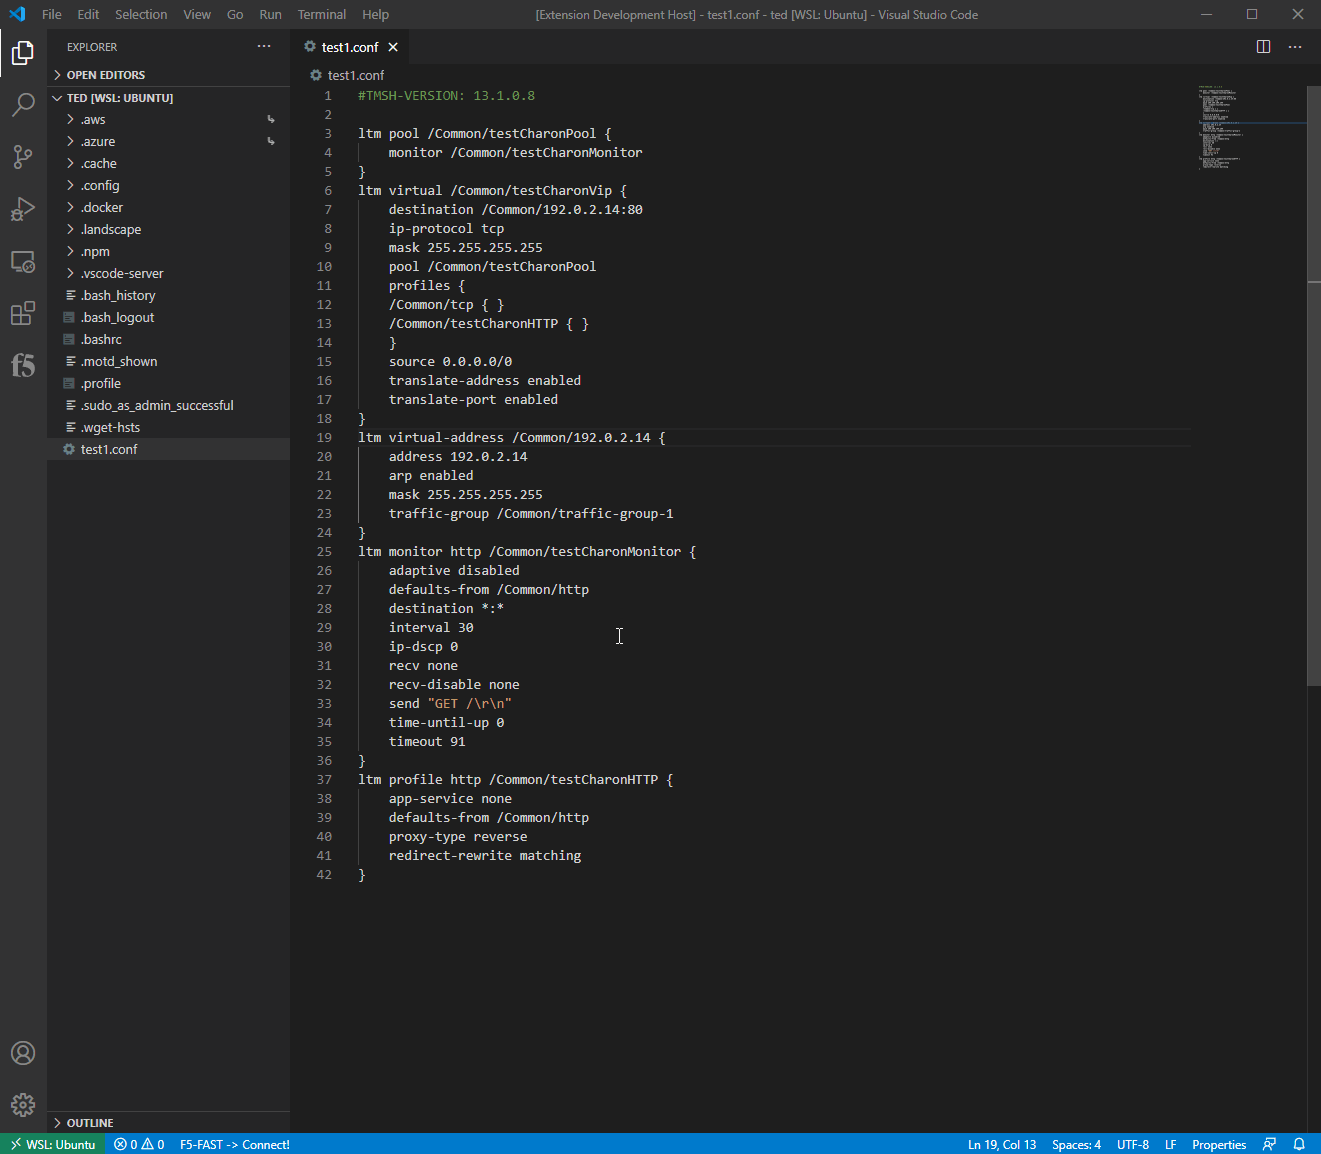 File Edit Selection View Go Run Terminal Help [Extension Development Host] - test1.conf - ted [WSL: Ubuntu] - Visual Studio Code
EXPLORER
OPEN EDITORS
TED [WSL: UBUNTU]
.aws
.azure
.cache
.config
.docker
.landscape
.npm
.vscode-server
.bash_history
.bash_logout
.bashrc
.motd_shown
.profile
.sudo_as_admin_successful
.wget-hsts
test1.conf
OUTLINE
f5
test1.conf
test1.conf
1 #TMSH-VERSION: 13.1.0.8
2
3 ltm pool /Common/testCharonPool {
4 monitor /Common/testCharonMonitor
5 }
6 ltm virtual /Common/testCharonVip {
7 destination /Common/192.0.2.14:80
8 ip-protocol tcp
9 mask 255.255.255.255
10 pool /Common/testCharonPool
11 profiles {
12 /Common/tcp { }
13 /Common/testCharonHTTP { }
14 }
15 source 0.0.0.0/0
16 translate-address enabled
17 translate-port enabled
18 }
19 ltm virtual-address /Common/192.0.2.14 {
20 address 192.0.2.14
21 arp enabled
22 mask 255.255.255.255
23 traffic-group /Common/traffic-group-1
24 }
25 ltm monitor http /Common/testCharonMonitor {
26 adaptive disabled
27 defaults-from /Common/http
28 destination *:*
29 interval 30
30 ip-dscp 0
31 recv none
32 recv-disable none
33 send "GET /\r\n"
34 time-until-up 0
35 timeout 91
36 }
37 ltm profile http /Common/testCharonHTTP {
38 app-service none
39 defaults-from /Common/http
40 proxy-type reverse
41 redirect-rewrite matching
42 }
WSL: Ubuntu 0 0 F5-FAST -> Connect! Ln 19, Col 13 Spaces: 4 UTF-8 LF Properties